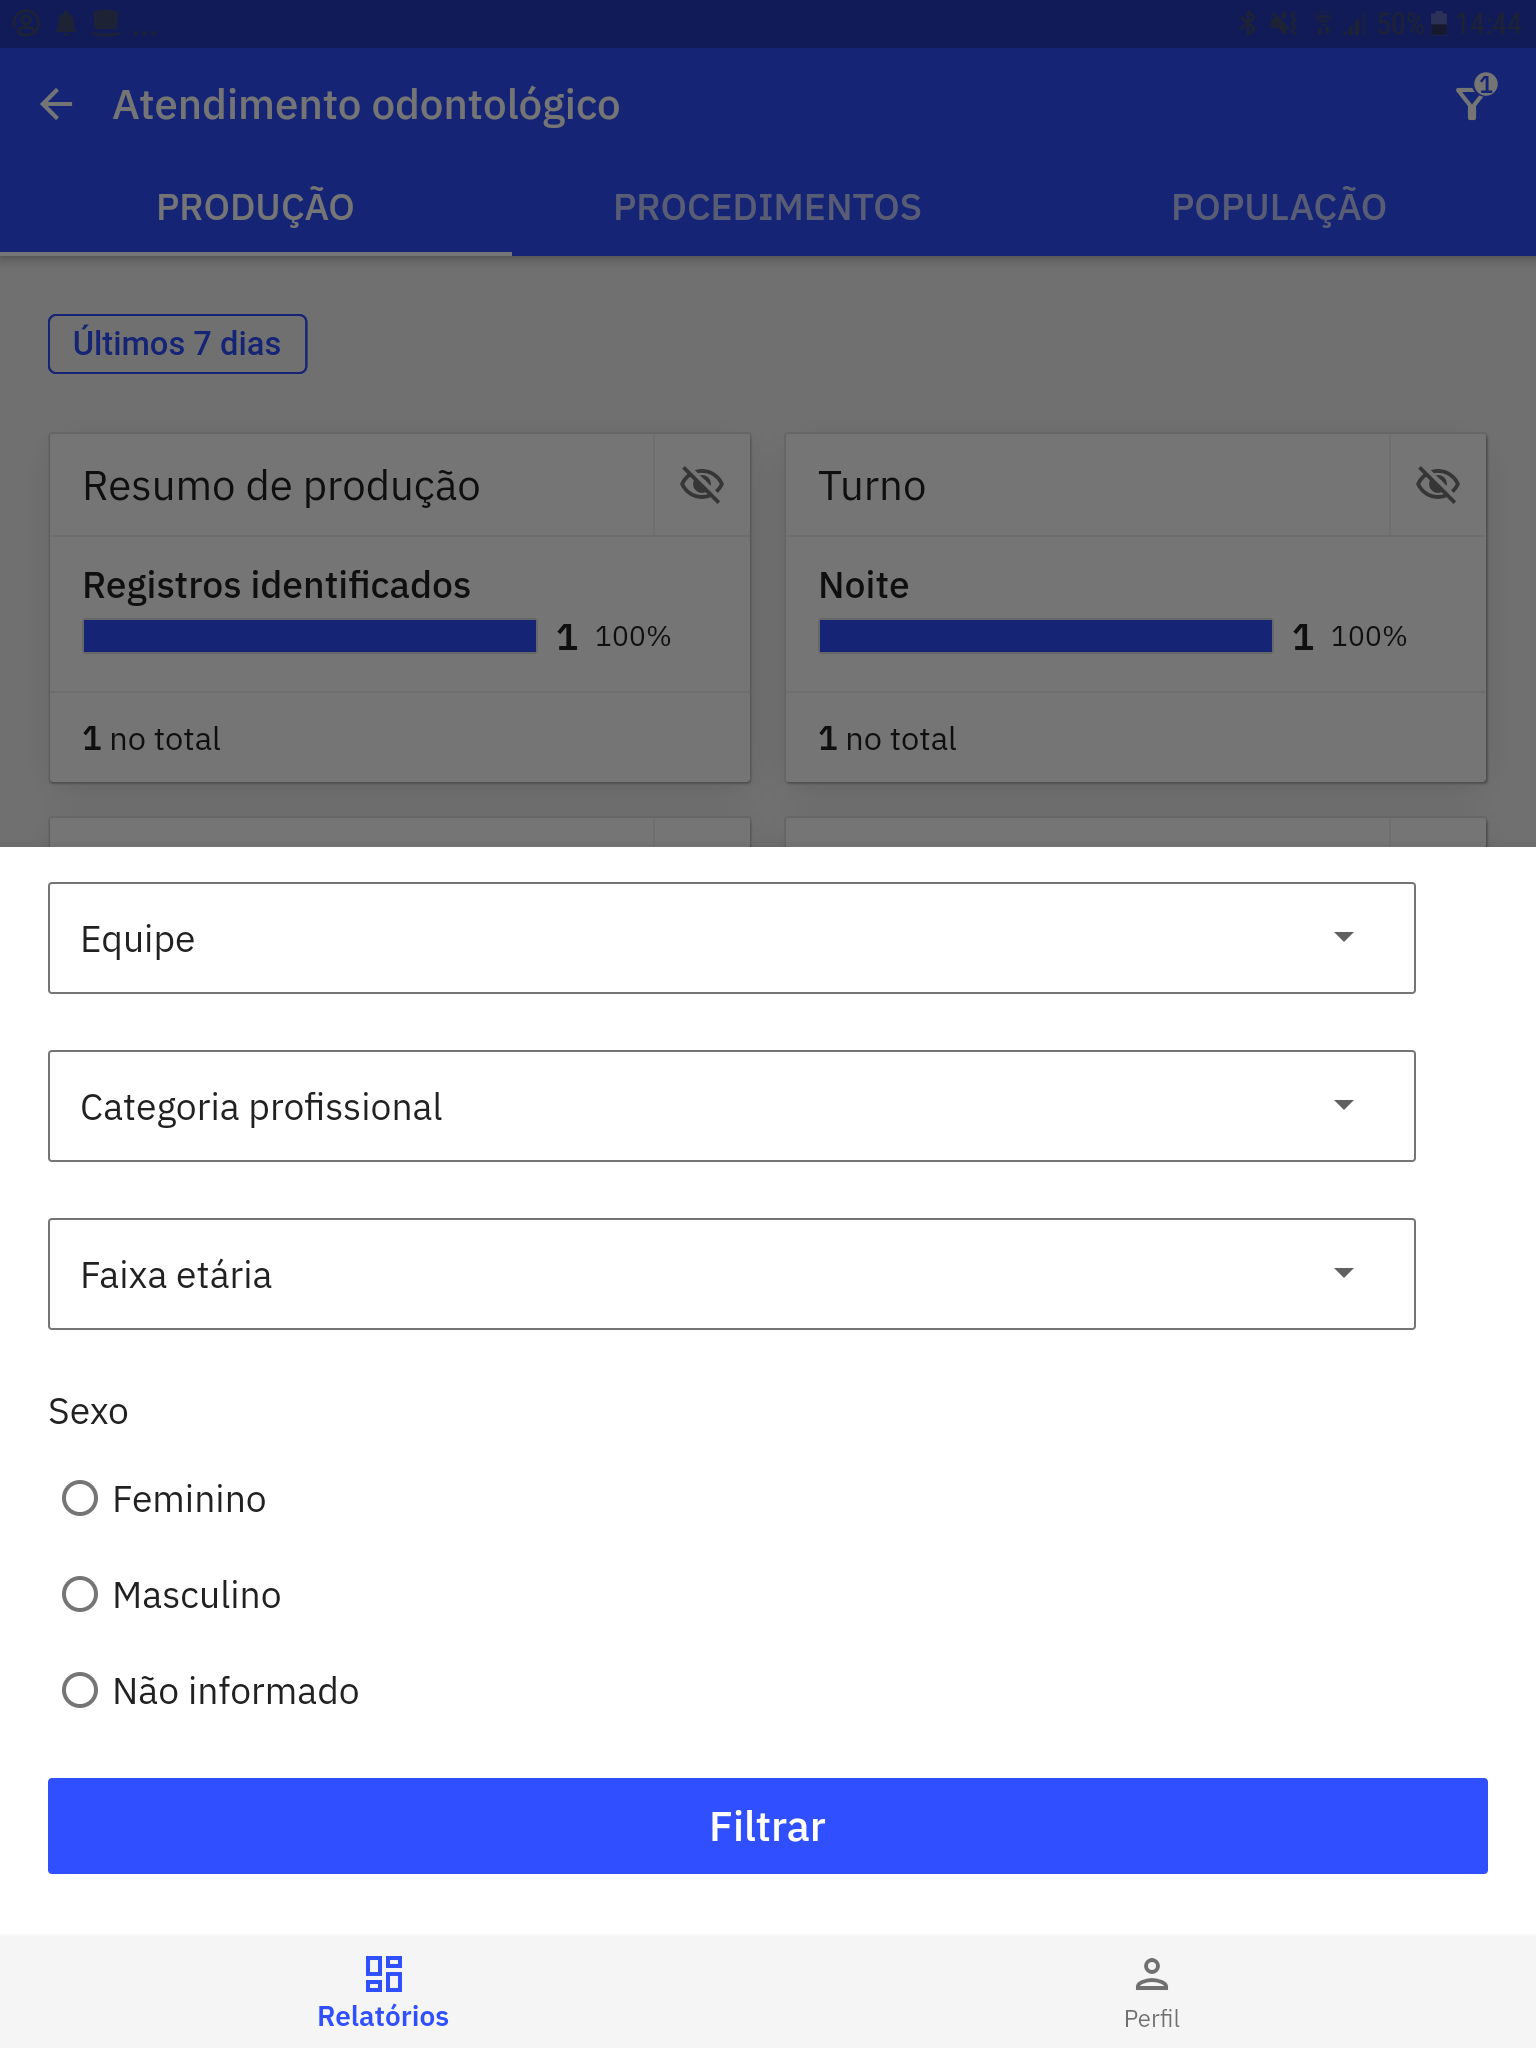 ... 50% 14:44
Atendimento odontológico 1
PRODUÇÃO PROCEDIMENTOS POPULAÇÃO
Últimos 7 dias
Resumo de produção
Registros identificados
1 100%
1 no total
Turno
Noite
1 100%
1 no total
Equipe
Categoria profissional
Faixa etária
Sexo
Feminino
Masculino
Não informado
Filtrar
Relatórios Perfil